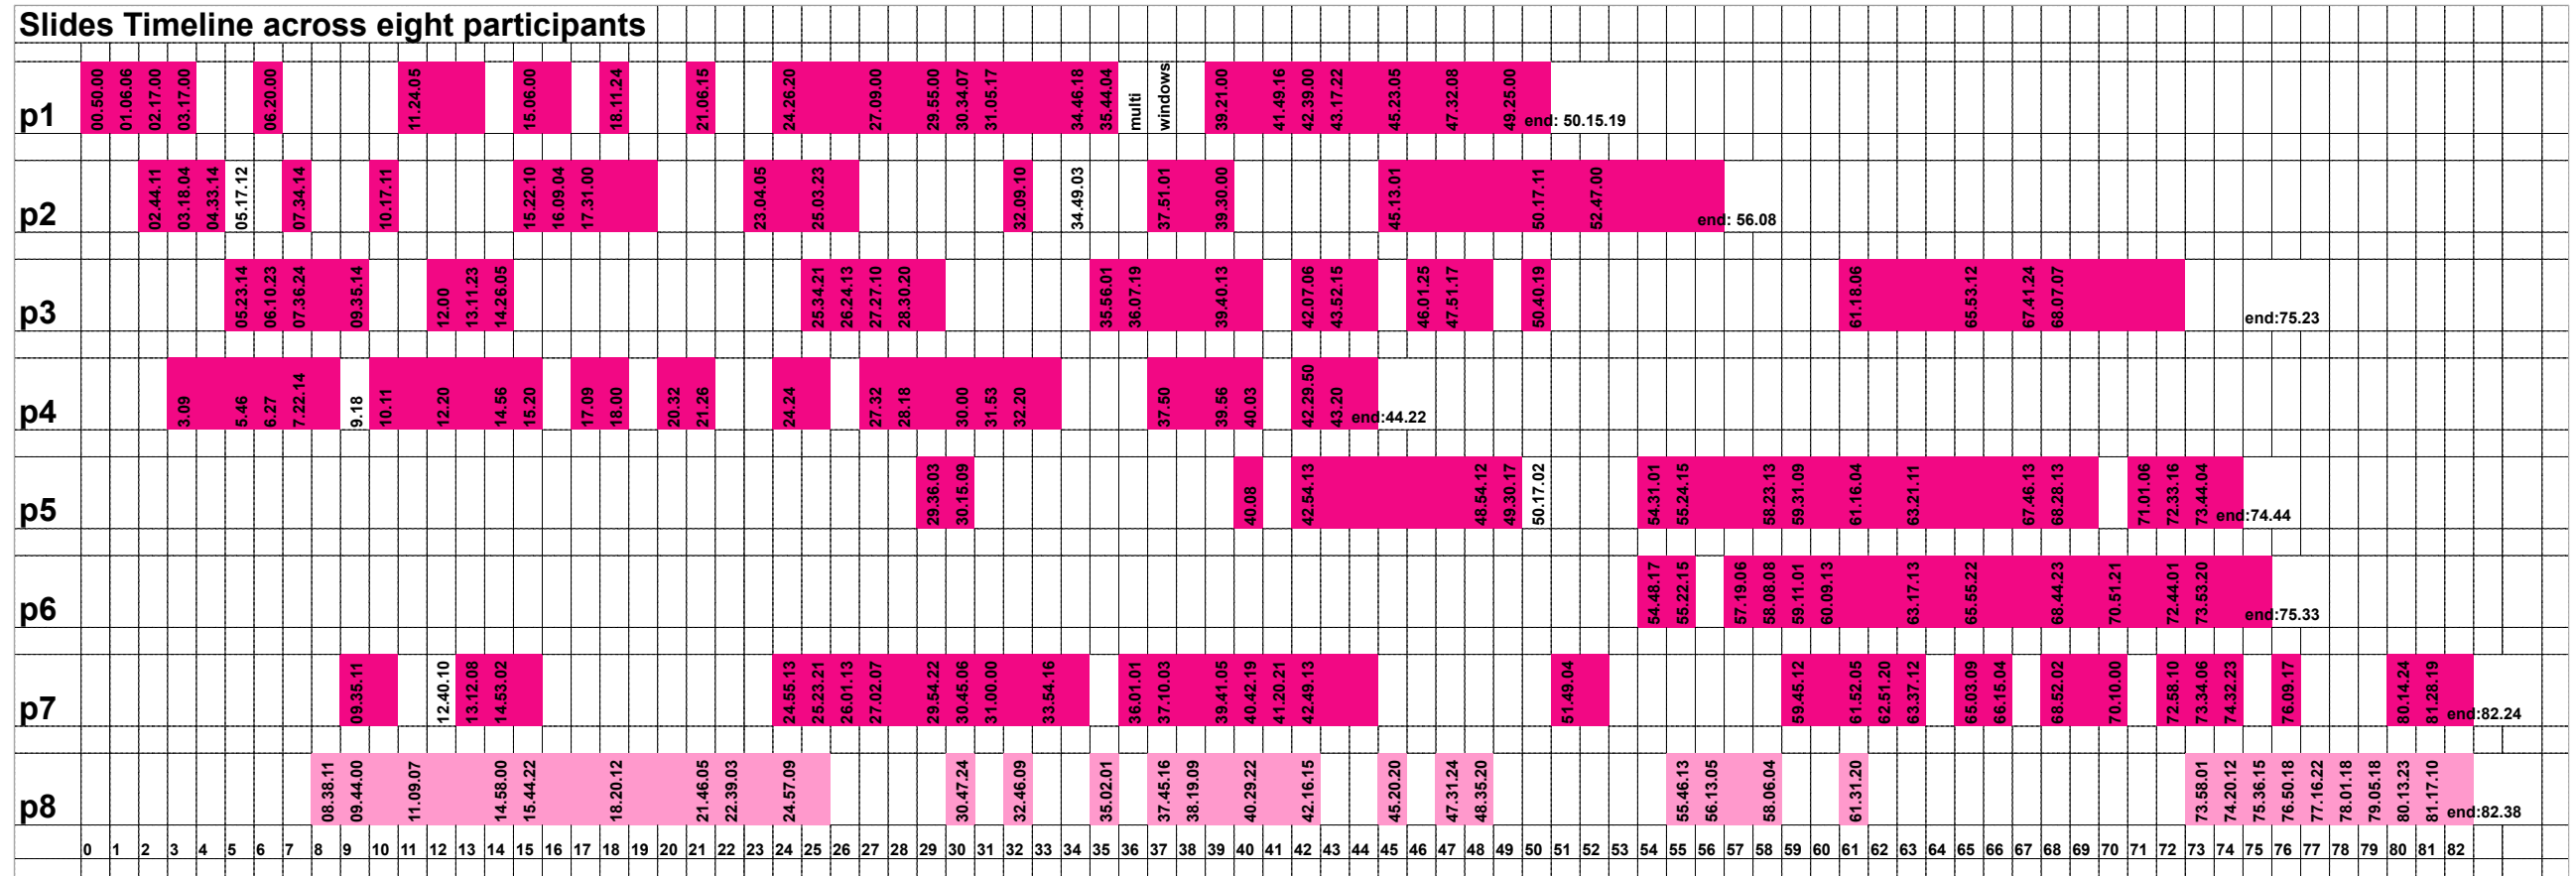 Slides Timeline across eight participants
p1 00.50.00 01.06.06 02.17.00 03.17.00 06.20.00 11.24.05 15.06.00 18.11.24 21.06.15 24.26.20 27.09.00 29.55.00 30.34.07 31.05.17 34.46.18 35.44.04 multi windows 39.21.00 41.49.16 42.39.00 43.17.22 45.23.05 47.32.08 49.25.00 end: 50.15.19
p2 02.44.11 03.18.04 04.33.14 05.17.12 07.34.14 10.17.11 15.22.10 16.09.04 17.31.00 23.04.05 25.03.23 32.09.10 34.49.03 37.51.01 39.30.00 45.13.01 50.17.11 52.47.00 end: 56.08
p3 05.23.14 06.10.23 07.36.24 09.35.14 12.00 13.11.23 14.26.05 25.34.21 26.24.13 27.27.10 28.30.20 35.56.01 36.07.19 39.40.13 42.07.06 43.52.15 46.01.25 47.51.17 50.40.19 61.18.06 65.53.12 67.41.24 68.07.07 end:75.23
p4 3.09 5.46 6.27 7.22.14 9.18 10.11 12.20 14.56 15.20 17.09 18.00 20.32 21.26 24.24 27.32 28.18 30.00 31.53 32.20 37.50 39.56 40.03 42.29.50 43.20 end:44.22
p5 29.36.03 30.15.09 40.08 42.54.13 48.54.12 49.30.17 50.17.02 54.31.01 55.24.15 58.23.13 59.31.09 61.16.04 63.21.11 67.46.13 68.28.13 71.01.06 72.33.16 73.44.04 end:74.44
p6 54.48.17 55.22.15 57.19.06 58.08.08 59.11.01 60.09.13 63.17.13 65.55.22 68.44.23 70.51.21 72.44.01 73.53.20 end:75.33
p7 09.35.11 12.40.10 13.12.08 14.53.02 24.55.13 25.23.21 26.01.13 27.02.07 29.54.22 30.45.06 31.00.00 33.54.16 36.01.01 37.10.03 39.41.05 40.42.19 41.20.21 42.49.13 51.49.04 59.45.12 61.52.05 62.51.20 63.37.12 65.03.09 66.15.04 68.52.02 70.10.00 72.58.10 73.34.06 74.32.23 76.09.17 80.14.24 81.28.19 end:82.24
p8 08.38.11 09.44.00 11.09.07 14.58.00 15.44.22 18.20.12 21.46.05 22.39.03 24.57.09 30.47.24 32.46.09 35.02.01 37.45.16 38.19.09 40.29.22 42.16.15 45.20.20 47.31.24 48.35.20 55.46.13 56.13.05 58.06.04 61.31.20 73.58.01 74.20.12 75.36.15 76.50.18 77.16.22 78.01.18 79.05.18 80.13.23 81.17.10 end:82.38
0 1 2 3 4 5 6 7 8 9 10 11 12 13 14 15 16 17 18 19 20 21 22 23 24 25 26 27 28 29 30 31 32 33 34 35 36 37 38 39 40 41 42 43 44 45 46 47 48 49 50 51 52 53 54 55 56 57 58 59 60 61 62 63 64 65 66 67 68 69 70 71 72 73 74 75 76 77 78 79 80 81 82